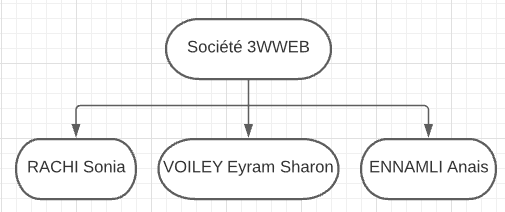 Société 3WWEB
RACHI Sonia
VOILEY Eyram Sharon
ENNAMLI Anais